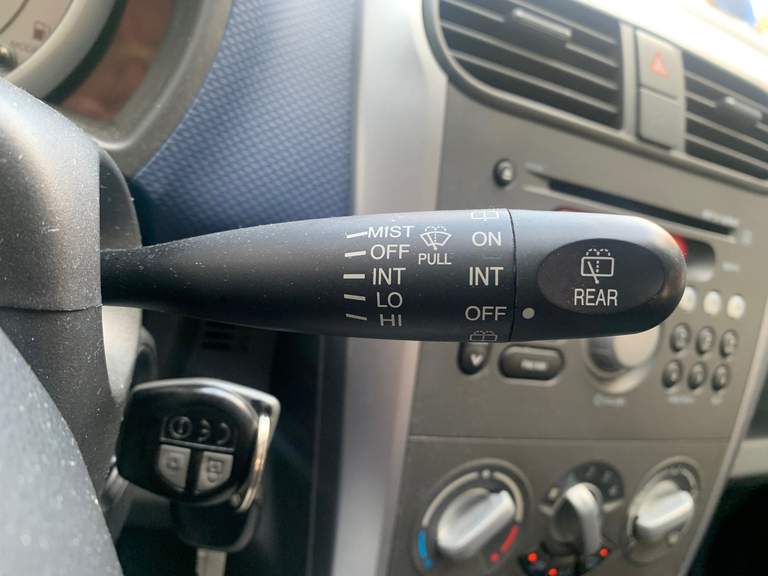 MIST
OFF
INT
LO
HI
PULL
ON
INT
OFF
REAR